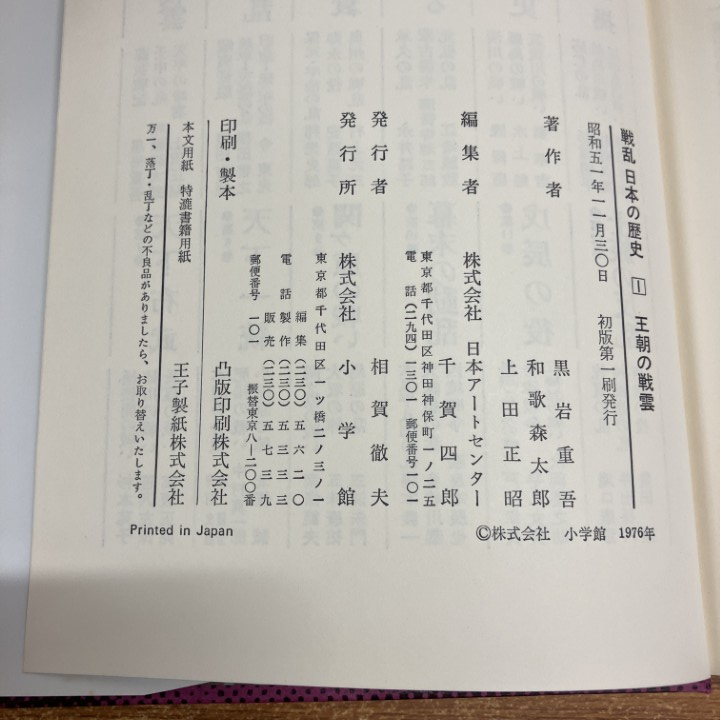 戦乱 日本の歴史 1 王朝の戦雲
昭和五一年一一月三〇日 初版第一刷発行
著作者 黒岩重吾
和歌森太郎
上田正昭
編集者 株式会社 日本アートセンター
千賀四郎
東京都千代田区神田神保町一ノ二五
電話(二九四)一三〇一 郵便番号一〇一
発行者 相賀徹夫
発行所 株式会社 小学館
東京都千代田区一ツ橋二ノ三ノ一
編集(二三〇)五六二〇
電話 製作(二三〇)五三三三
販売(二三〇)五七三九
郵便番号 一〇一 振替東京八―二〇〇番
印刷・製本 凸版印刷株式会社
本文用紙 特漉書籍用紙 王子製紙株式会社
万一、落丁・乱丁などの不良品がありましたら、お取り替えいたします。
Printed in Japan
©株式会社 小学館 1976年